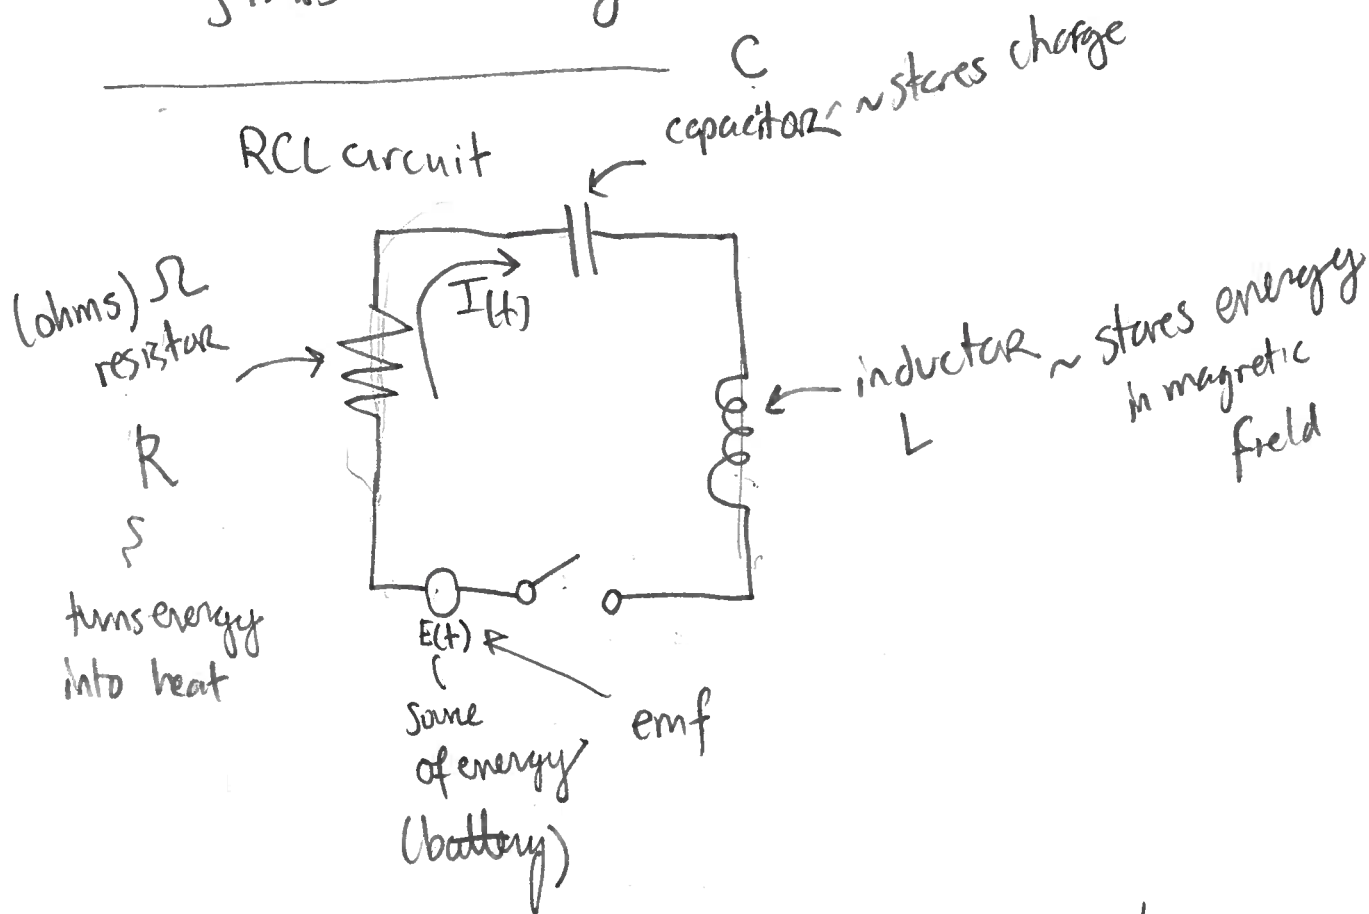 C
capacitor ~ stores charge
RCL circuit
I(t)
(ohms) Ω
resistor
R
turns energy
into heat
inductor ~ stores energy
in magnetic
field
L
E(t)
emf
of energy
(battery)